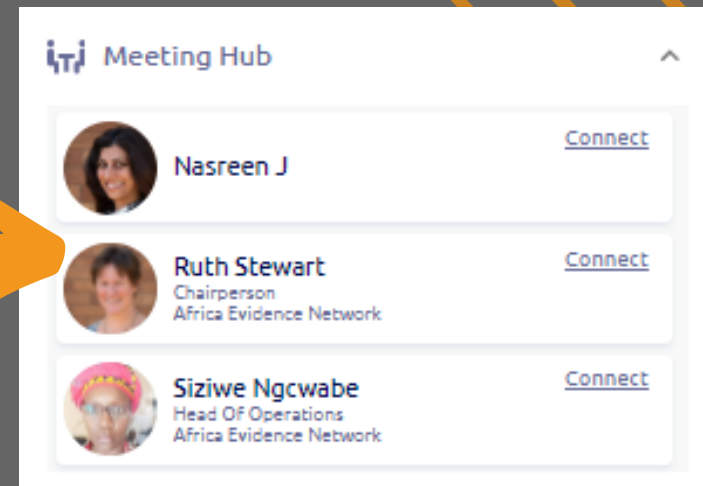 Meeting Hub
Nasreen J
Connect
Ruth Stewart
Connect
Chairperson
Africa Evidence Network
Siziwe Ngcwabe
Connect
Head Of Operations
Africa Evidence Network